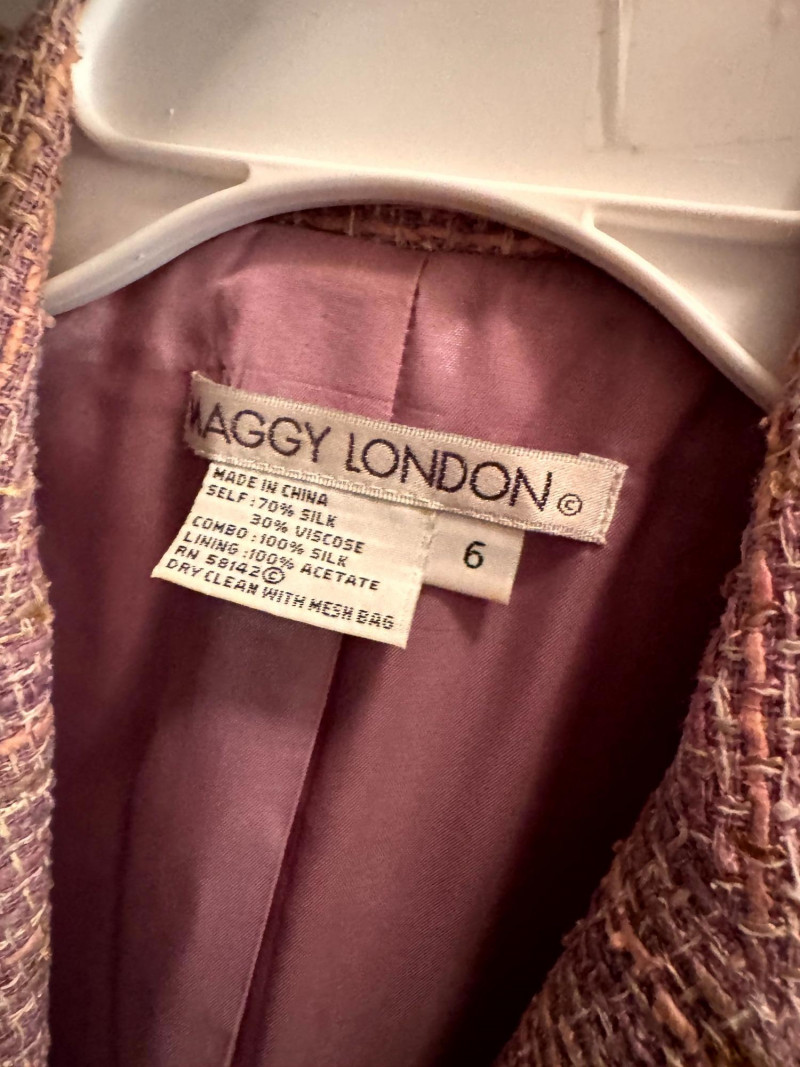 MAGGY LONDON ©
MADE IN CHINA
SELF:70% SILK
30% VISCOSE
COMBO:100% SILK
LINING:100% ACETATE
RN 58142©
DRY CLEAN WITH MESH BAG
6